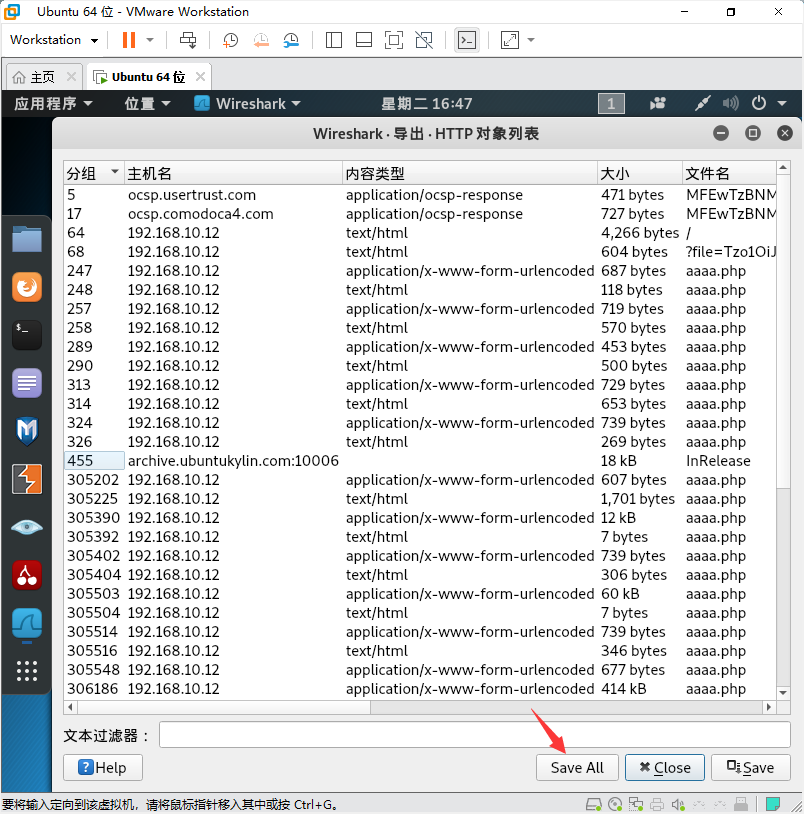 Ubuntu 64 位 - VMware Workstation
Workstation
主页
Ubuntu 64 位
应用程序 位置 Wireshark 星期二 16:47 1
Wireshark · 导出 · HTTP 对象列表
分组 主机名 内容类型 大小 文件名
5 ocsp.usertrust.com application/ocsp-response 471 bytes MFEwTzBNM
17 ocsp.comodoca4.com application/ocsp-response 727 bytes MFEwTzBNM
64 192.168.10.12 text/html 4,266 bytes /
68 192.168.10.12 text/html 604 bytes ?file=Tzo1OiJ
247 192.168.10.12 application/x-www-form-urlencoded 687 bytes aaaa.php
248 192.168.10.12 text/html 118 bytes aaaa.php
257 192.168.10.12 application/x-www-form-urlencoded 719 bytes aaaa.php
258 192.168.10.12 text/html 570 bytes aaaa.php
289 192.168.10.12 application/x-www-form-urlencoded 453 bytes aaaa.php
290 192.168.10.12 text/html 500 bytes aaaa.php
313 192.168.10.12 application/x-www-form-urlencoded 729 bytes aaaa.php
314 192.168.10.12 text/html 653 bytes aaaa.php
324 192.168.10.12 application/x-www-form-urlencoded 739 bytes aaaa.php
326 192.168.10.12 text/html 269 bytes aaaa.php
455 archive.ubuntukylin.com:10006 18 kB InRelease
305202 192.168.10.12 application/x-www-form-urlencoded 607 bytes aaaa.php
305225 192.168.10.12 text/html 1,701 bytes aaaa.php
305390 192.168.10.12 application/x-www-form-urlencoded 12 kB aaaa.php
305392 192.168.10.12 text/html 7 bytes aaaa.php
305402 192.168.10.12 application/x-www-form-urlencoded 739 bytes aaaa.php
305404 192.168.10.12 text/html 306 bytes aaaa.php
305503 192.168.10.12 application/x-www-form-urlencoded 60 kB aaaa.php
305504 192.168.10.12 text/html 7 bytes aaaa.php
305514 192.168.10.12 application/x-www-form-urlencoded 739 bytes aaaa.php
305516 192.168.10.12 text/html 346 bytes aaaa.php
305548 192.168.10.12 application/x-www-form-urlencoded 677 bytes aaaa.php
306186 192.168.10.12 application/x-www-form-urlencoded 414 kB aaaa.php
文本过滤器：
Help Save All Close Save
要将输入定向到该虚拟机，请将鼠标指针移入其中或按 Ctrl+G。